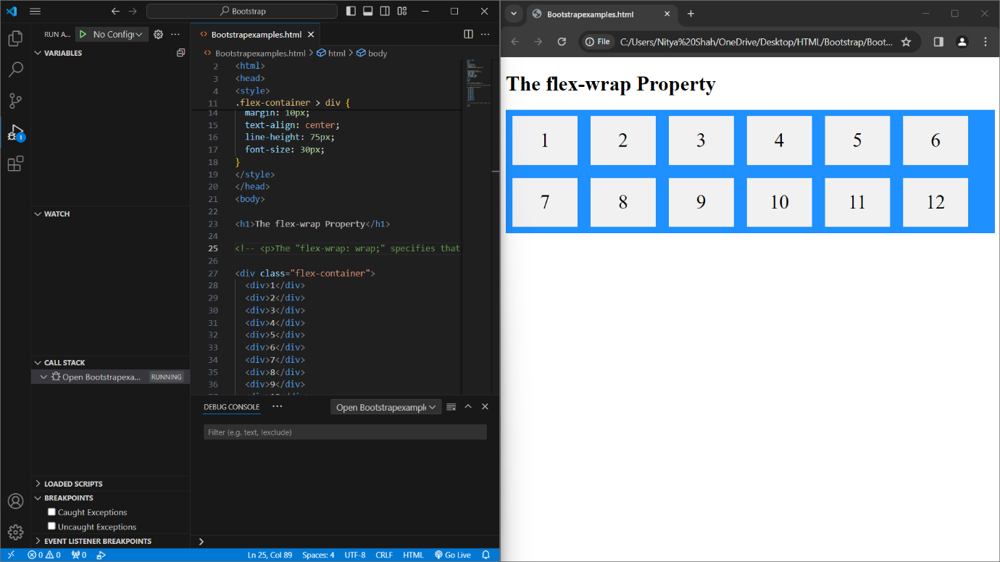 Bootstrap
RUN A...
No Config
VARIABLES
WATCH
CALL STACK
Open Bootstrapexa...
RUNNING
LOADED SCRIPTS
BREAKPOINTS
Caught Exceptions
Uncaught Exceptions
EVENT LISTENER BREAKPOINTS
1
Bootstrapexamples.html
Bootstrapexamples.html > html > body
2 <html>
3 <head>
4 <style>
11 .flex-container > div {
14 margin: 10px;
15 text-align: center;
16 line-height: 75px;
17 font-size: 30px;
18 }
19 </style>
20 </head>
21 <body>
22
23 <h1>The flex-wrap Property</h1>
24
25 <!-- <p>The "flex-wrap: wrap;" specifies that
26
27 <div class="flex-container">
28 <div>1</div>
29 <div>2</div>
30 <div>3</div>
31 <div>4</div>
32 <div>5</div>
33 <div>6</div>
34 <div>7</div>
35 <div>8</div>
36 <div>9</div>
DEBUG CONSOLE
Open Bootstrapexampl
Filter (e.g. text, !exclude)
0 0 0
Ln 25, Col 89 Spaces: 4 UTF-8 CRLF HTML Go Live
Bootstrapexamples.html
File C:/Users/Nitya%20Shah/OneDrive/Desktop/HTML/Bootstrap/Boot...
The flex-wrap Property
1 2 3 4 5 6
7 8 9 10 11 12